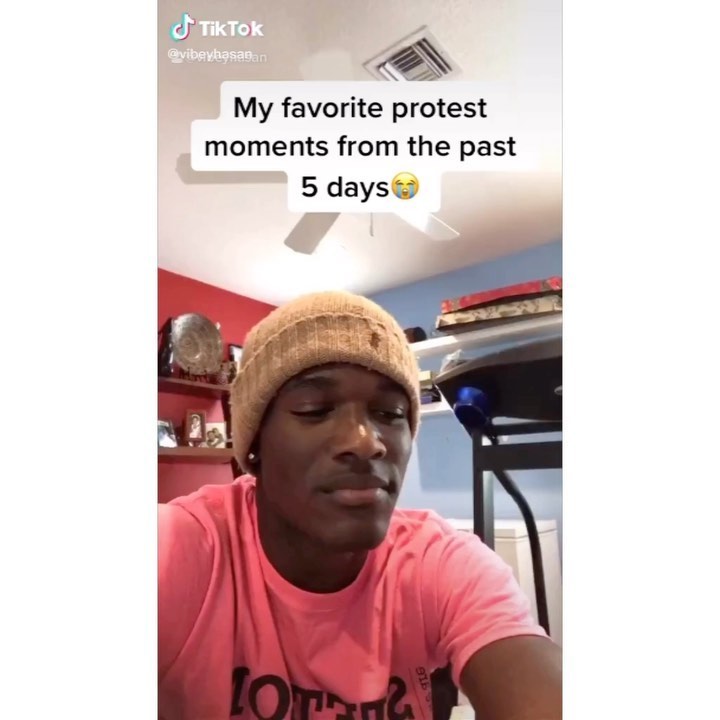 TikTok
@vibeyhasan
My favorite protest
moments from the past
5 days😭